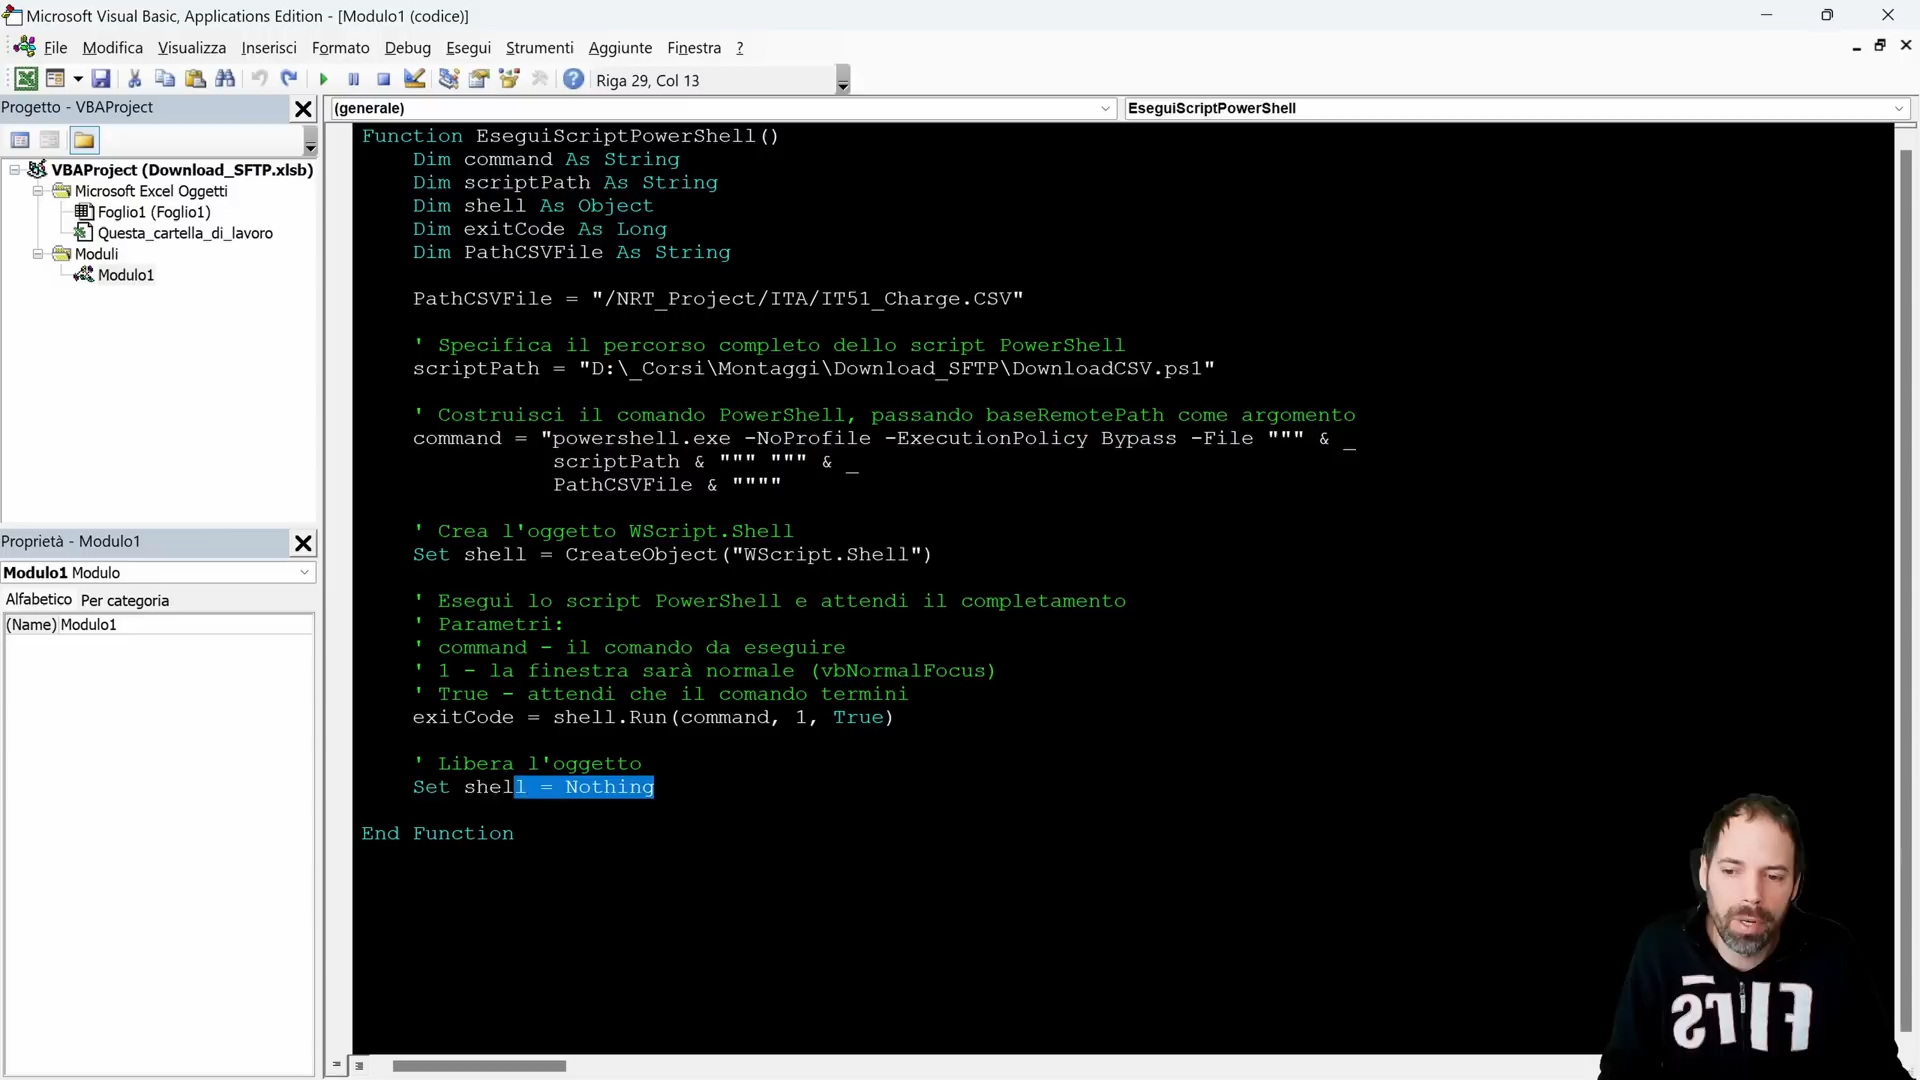 Microsoft Visual Basic, Applications Edition - [Modulo1 (codice)]
File Modifica Visualizza Inserisci Formato Debug Esegui Strumenti Aggiunte Finestra ?
Riga 29, Col 13
Progetto - VBAProject
VBAProject (Download_SFTP.xlsb)
Microsoft Excel Oggetti
Foglio1 (Foglio1)
Questa_cartella_di_lavoro
Moduli
Modulo1
Proprietà - Modulo1
Modulo1 Modulo
Alfabetico Per categoria
(Name) Modulo1
(generale) EseguiScriptPowerShell
Function EseguiScriptPowerShell()
Dim command As String
Dim scriptPath As String
Dim shell As Object
Dim exitCode As Long
Dim PathCSVFile As String
PathCSVFile = "/NRT_Project/ITA/IT51_Charge.CSV"
' Specifica il percorso completo dello script PowerShell
scriptPath = "D:\_Corsi\Montaggi\Download_SFTP\DownloadCSV.ps1"
' Costruisci il comando PowerShell, passando baseRemotePath come argomento
command = "powershell.exe -NoProfile -ExecutionPolicy Bypass -File """ & _
scriptPath & """ """ & _
PathCSVFile & """"
' Crea l'oggetto WScript.Shell
Set shell = CreateObject("WScript.Shell")
' Esegui lo script PowerShell e attendi il completamento
' Parametri:
' command - il comando da eseguire
' 1 - la finestra sarà normale (vbNormalFocus)
' True - attendi che il comando termini
exitCode = shell.Run(command, 1, True)
' Libera l'oggetto
Set shell = Nothing
End Function